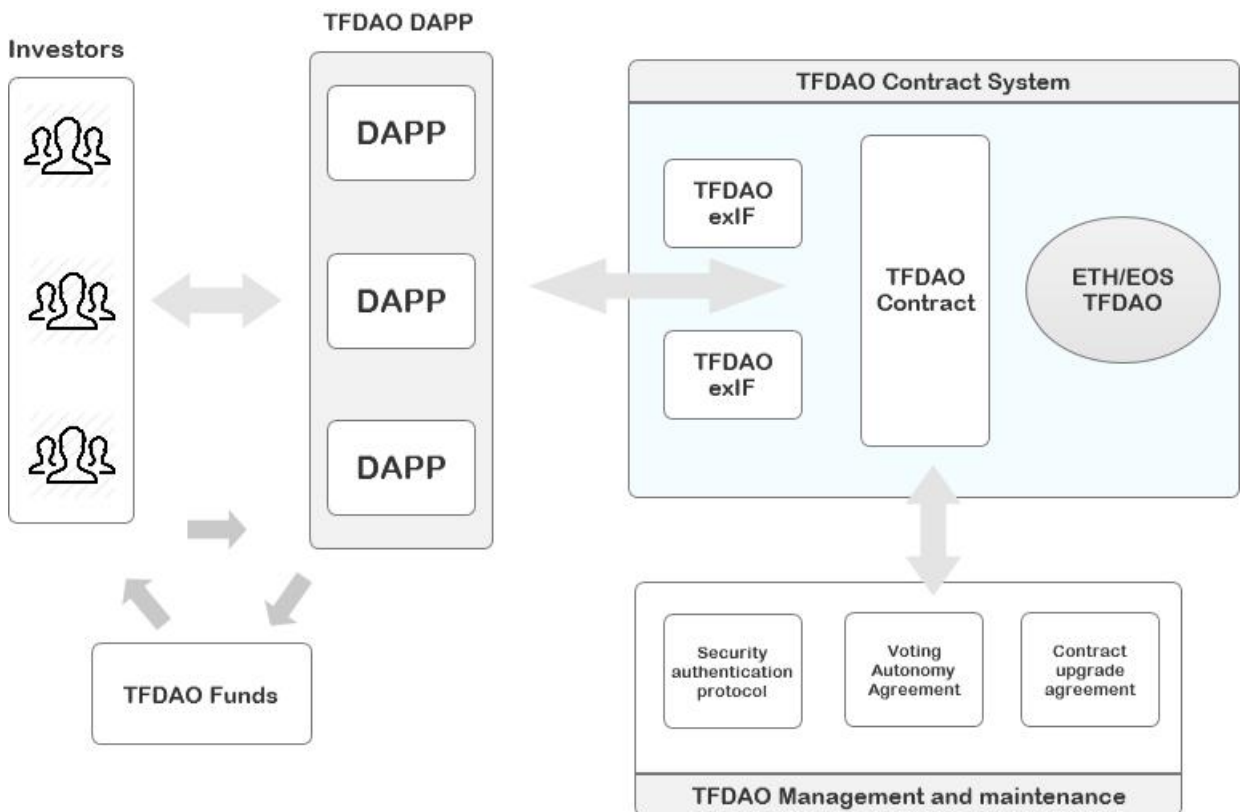 Investors
TFDAO DAPP
DAPP
DAPP
DAPP
TFDAO Funds
TFDAO Contract System
TFDAO
exIF
TFDAO
exIF
TFDAO
Contract
ETH/EOS
TFDAO
Security
authentication
protocol
Voting
Autonomy
Agreement
Contract
upgrade
agreement
TFDAO Management and maintenance